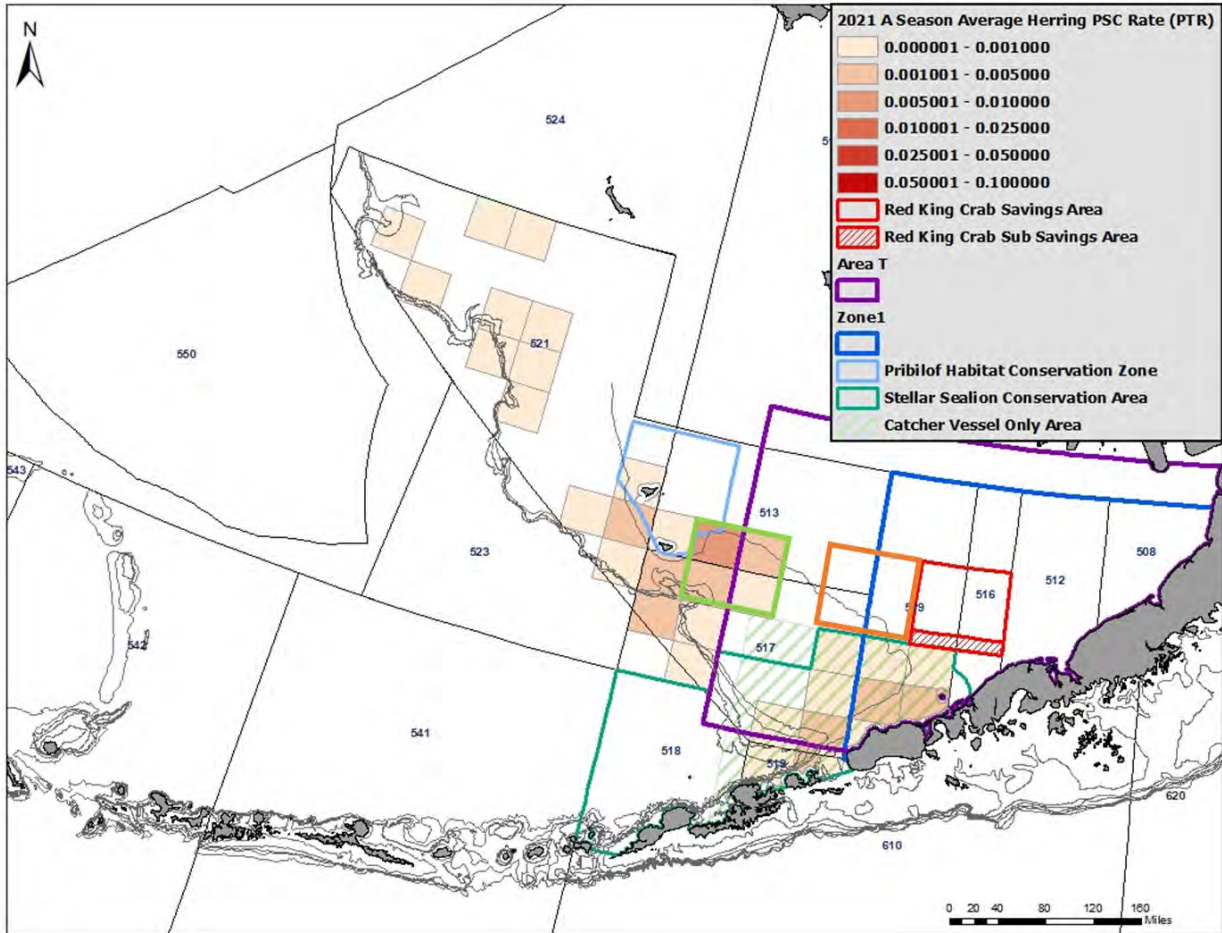 N
2021 A Season Average Herring PSC Rate (PTR)
0.000001 - 0.001000
0.001001 - 0.005000
0.005001 - 0.010000
0.010001 - 0.025000
0.025001 - 0.050000
0.050001 - 0.100000
Red King Crab Savings Area
Red King Crab Sub Savings Area
Area T
Zone1
Pribilof Habitat Conservation Zone
Stellar Sealion Conservation Area
Catcher Vessel Only Area
524
550
521
543
513
508
523
512
516
542
517
541
518
519
620
610
0 20 40 80 120 160
Miles